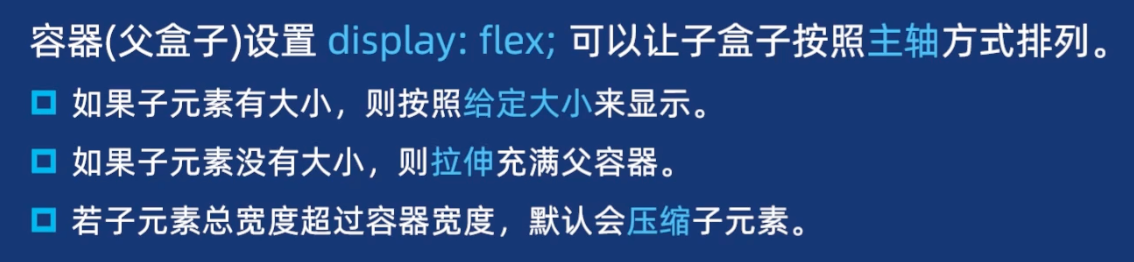 容器(父盒子)设置 display: flex; 可以让子盒子按照主轴方式排列。
如果子元素有大小，则按照给定大小来显示。
如果子元素没有大小，则拉伸充满父容器。
若子元素总宽度超过容器宽度，默认会压缩子元素。